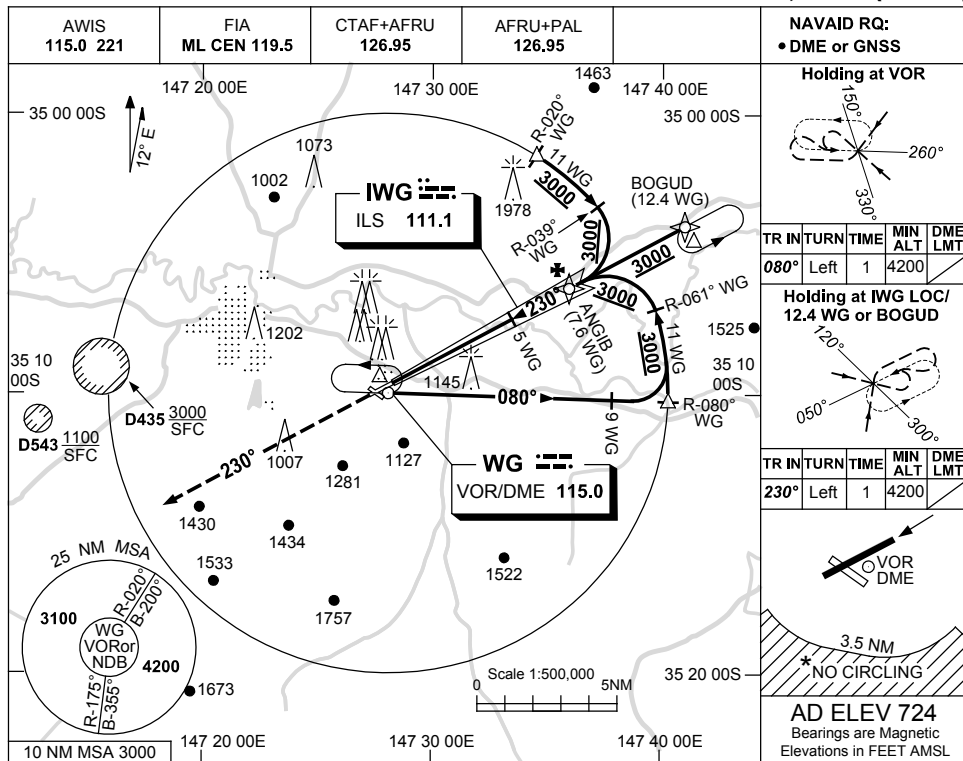 AWIS
115.0 221
FIA
ML CEN 119.5
CTAF+AFRU
126.95
AFRU+PAL
126.95
NAVAID RQ:
• DME or GNSS
147 20 00E
147 30 00E
147 40 00E
1463
35 00 00S
35 00 00S
12° E
1073
1002
R-020°
WG
11 WG
3000
1978
IWG
ILS 111.1
BOGUD
(12.4 WG)
R-039°
WG
3000
3000
3000
R-061° WG
230°
ANGIB
(7.6 WG)
5 WG
11 WG
3000
1525
1202
35 10
00S
35 10
00S
1145
080°
R-080°
WG
9 WG
D435 3000
SFC
D543 1100
SFC
230°
1007
1127
1281
WG
VOR/DME 115.0
1430
1434
1533
1522
1757
25 NM MSA
R-020°
B-200°
3100
WG
VORor
NDB
4200
R-175°
B-355°
1673
Scale 1:500,000
0
5NM
35 20 00S
10 NM MSA 3000
147 20 00E
147 30 00E
147 40 00E
Holding at VOR
150°
260°
330°
TR IN TURN TIME MIN ALT DME LMT
080° Left 1 4200
Holding at IWG LOC/
12.4 WG or BOGUD
120°
050°
300°
TR IN TURN TIME MIN ALT DME LMT
230° Left 1 4200
VOR
DME
3.5 NM
* NO CIRCLING
AD ELEV 724
Bearings are Magnetic
Elevations in FEET AMSL